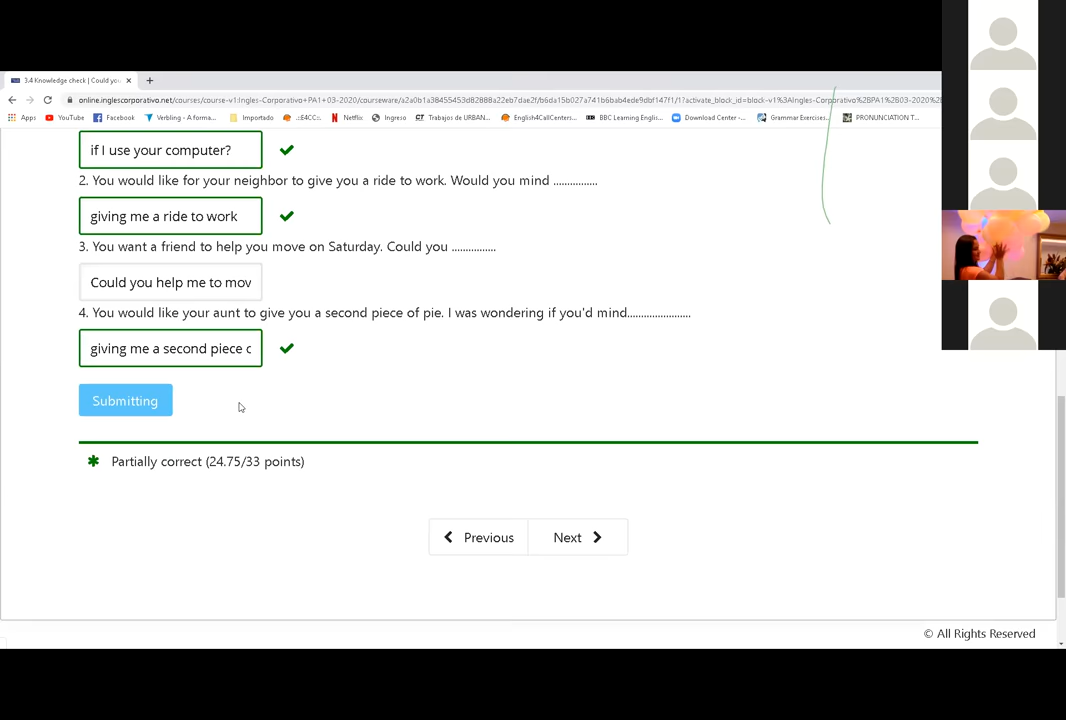 3.4 Knowledge check | Could you
online.inglescorporativo.net/courses/course-v1:Ingles-Corporativo+PA1+03-2020/courseware/a2a0b1a38455453d82888a22eb7dae2f/b6da15b027a741b6bab4ede9dbf147f1/1?activate_block_id=block-v1%3AIngles-Corporativo%2BPA1%2B03-2020%2
Apps YouTube Facebook Verbling - A forma... Importado .::E4CC::. Netflix Ingreso Trabajos de URBAN... English4CallCenters... BBC Learning Englis... Download Center -... Grammar Exercises... PRONUNCIATION T...
if I use your computer?
2. You would like for your neighbor to give you a ride to work. Would you mind ................
giving me a ride to work
3. You want a friend to help you move on Saturday. Could you ................
Could you help me to mov
4. You would like your aunt to give you a second piece of pie. I was wondering if you'd mind.......................
giving me a second piece c
Submitting
Partially correct (24.75/33 points)
Previous Next
© All Rights Reserved